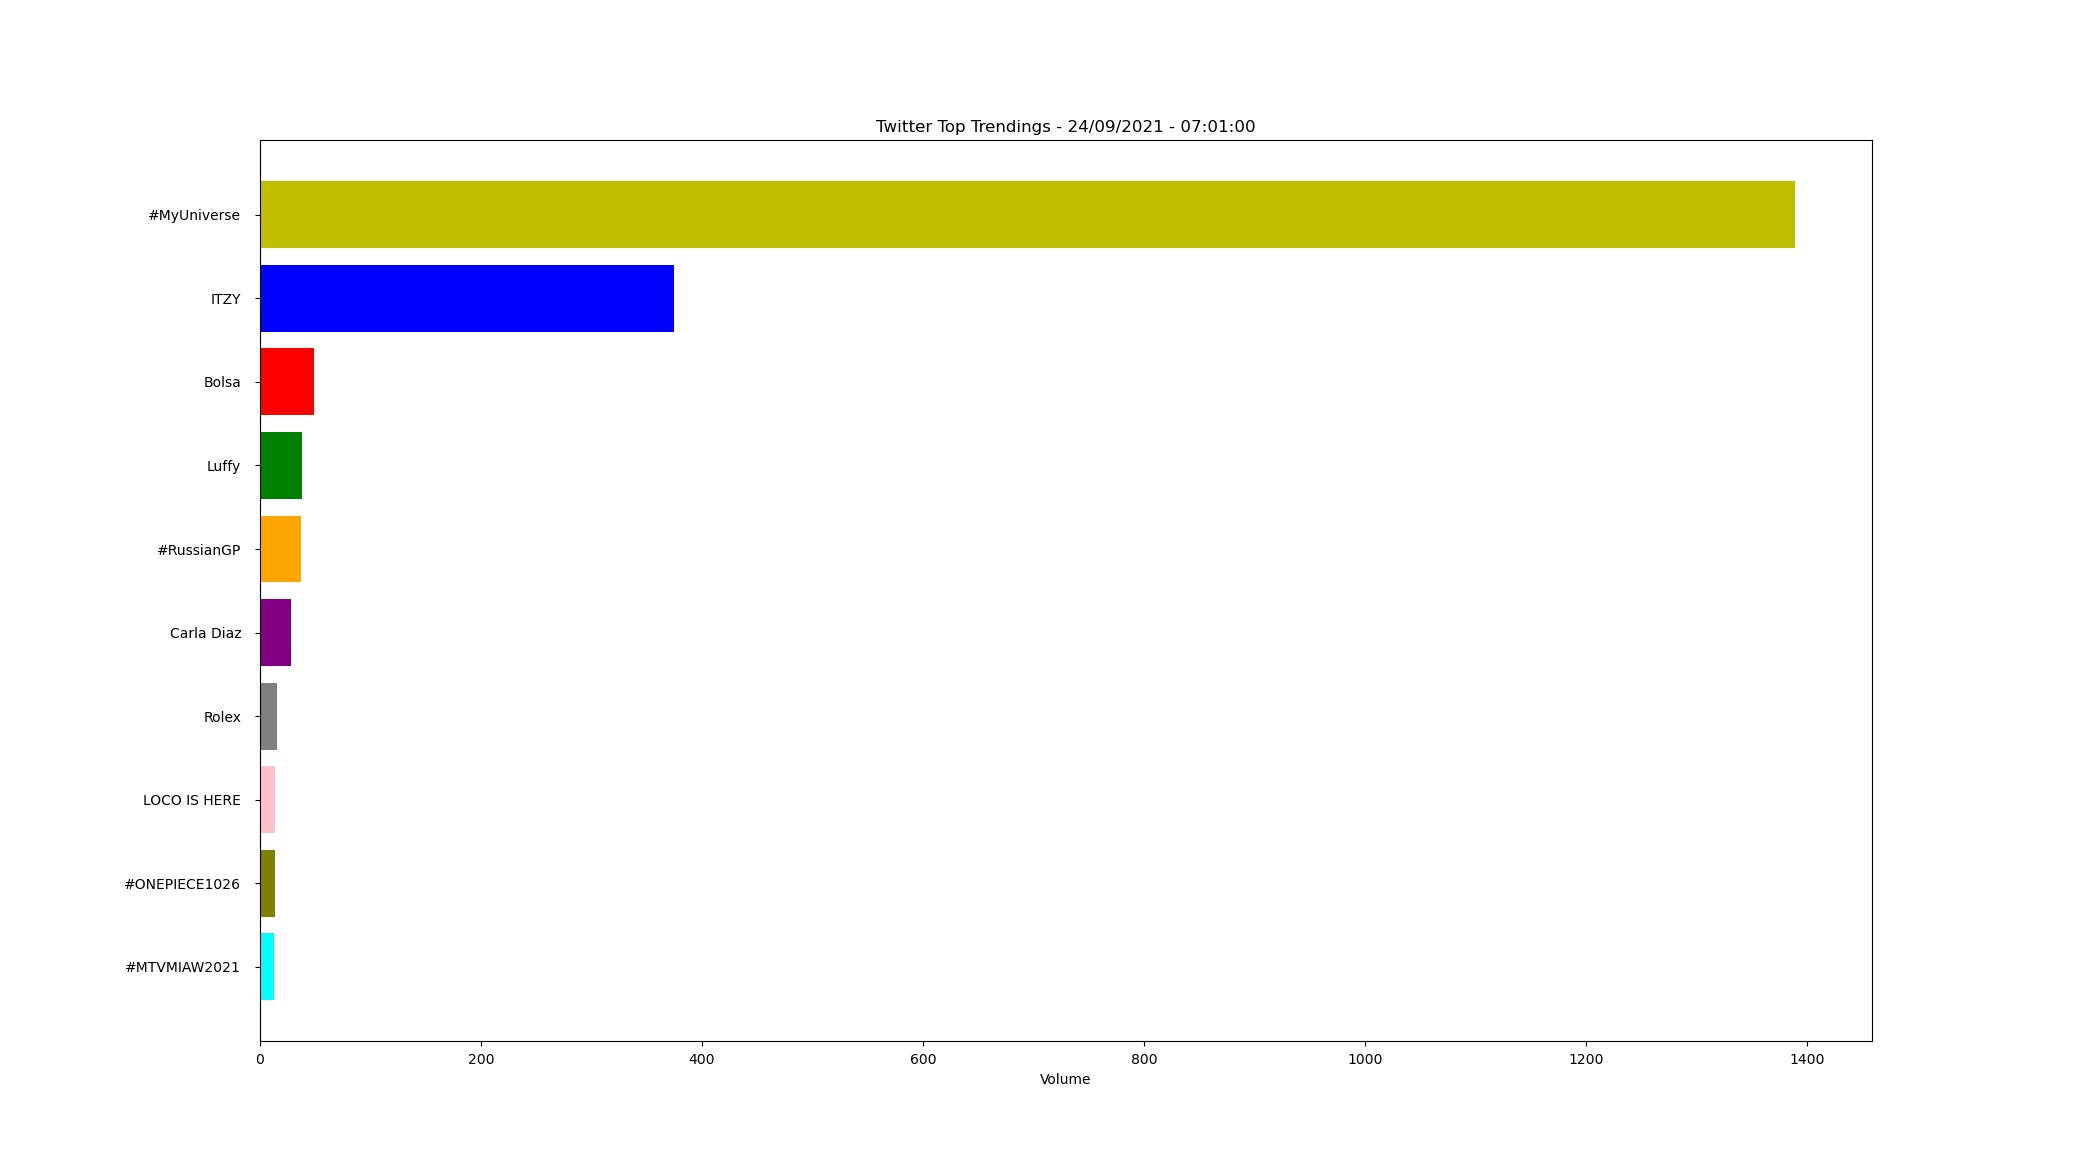 Twitter Top Trendings - 24/09/2021 - 07:01:00
#MyUniverse
ITZY
Bolsa
Luffy
#RussianGP
Carla Diaz
Rolex
LOCO IS HERE
#ONEPIECE1026
#MTVMIAW2021
0 200 400 600 800 1000 1200 1400
Volume